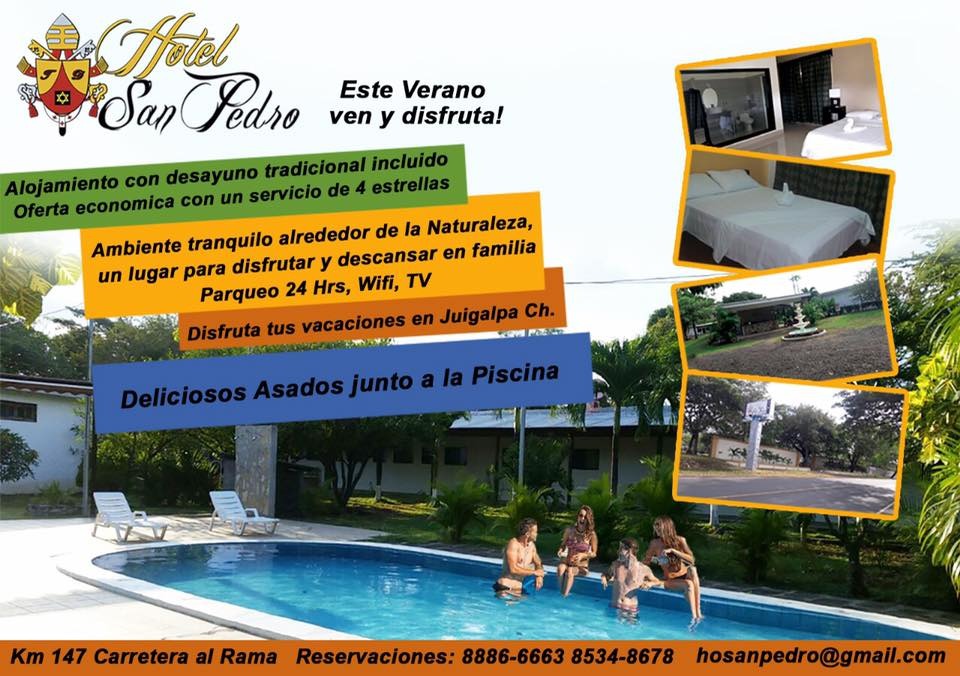 Hotel
San Pedro
Este Verano
ven y disfruta!
Alojamiento con desayuno tradicional incluido
Oferta economica con un servicio de 4 estrellas
Ambiente tranquilo alrededor de la Naturaleza,
un lugar para disfrutar y descansar en familia
Parqueo 24 Hrs, Wifi, TV
Disfruta tus vacaciones en Juigalpa Ch.
Deliciosos Asados junto a la Piscina
Km 147 Carretera al Rama Reservaciones: 8886-6663 8534-8678 hosanpedro@gmail.com